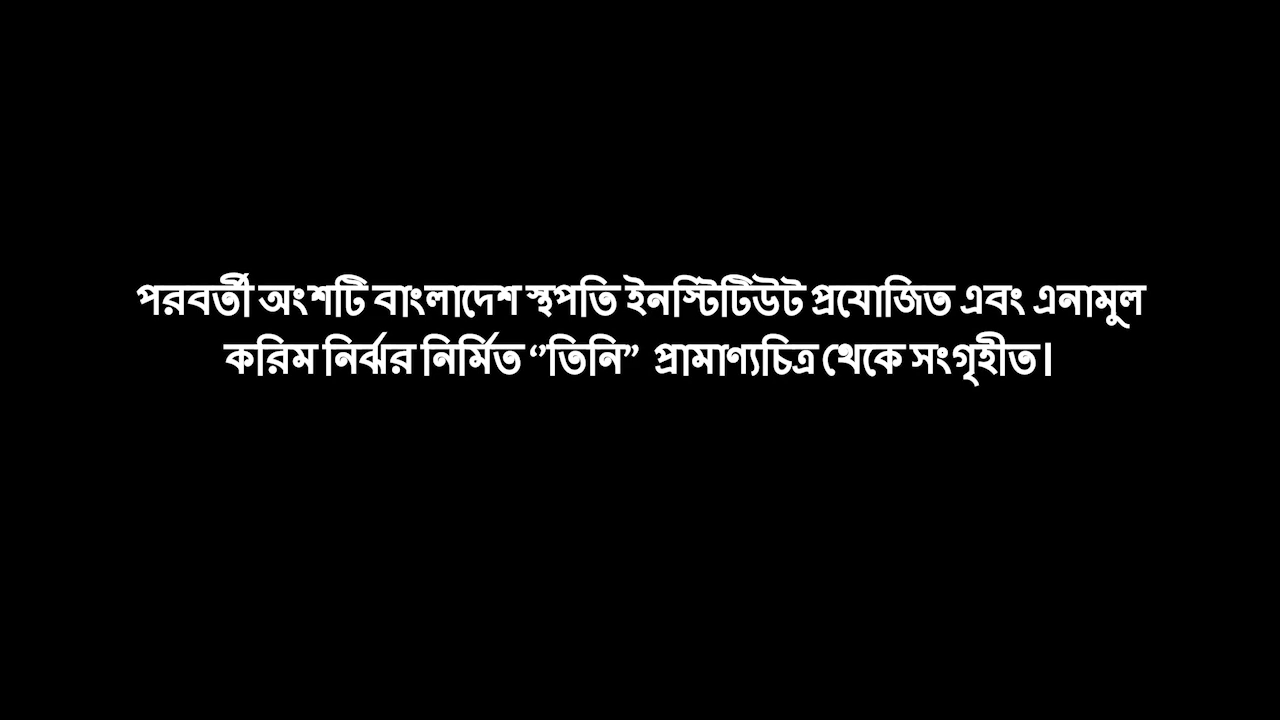 পরবর্তী অংশটি বাংলাদেশ স্থপতি ইনস্টিটিউট প্রযোজিত এবং এনামুল
করিম নির্ঝর নির্মিত “তিনি” প্রামাণ্যচিত্র থেকে সংগৃহীত।